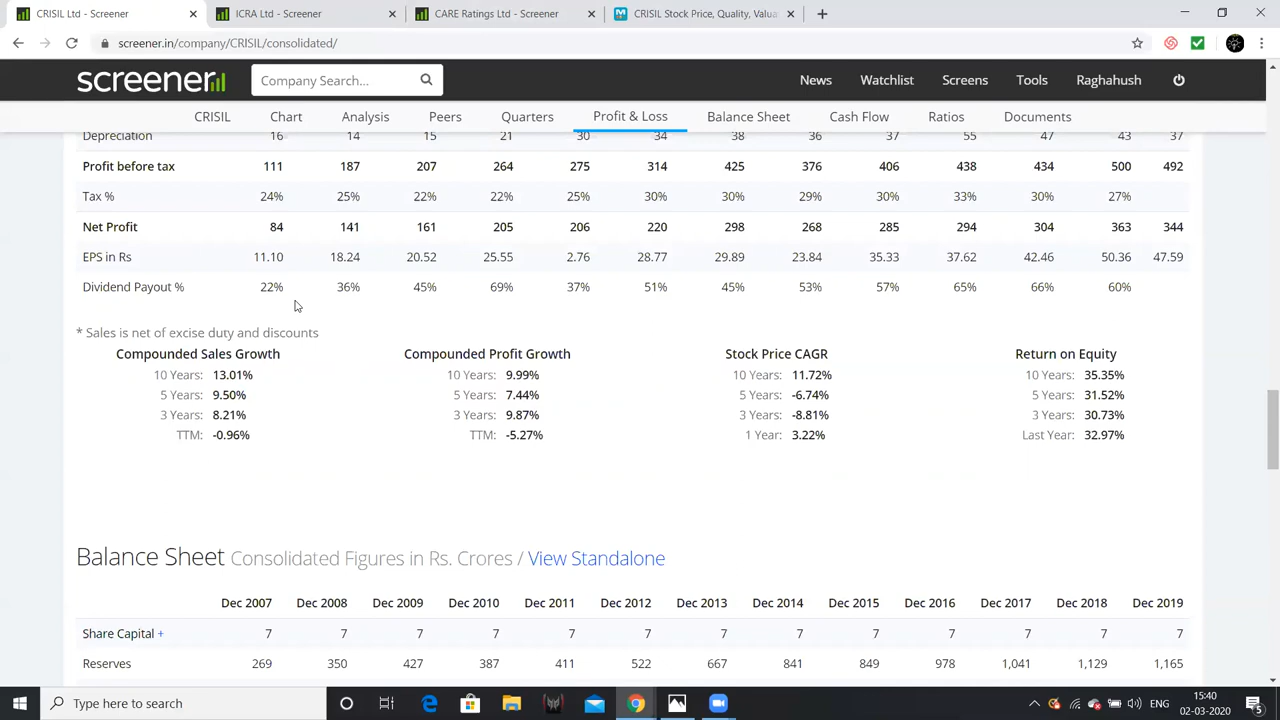 CRISIL Ltd - Screener
ICRA Ltd - Screener
CARE Ratings Ltd - Screener
CRISIL Stock Price, Quality, Valua
screener.in/company/CRISIL/consolidated/
screener
Company Search...
News Watchlist Screens Tools Raghahush
CRISIL Chart Analysis Peers Quarters Profit & Loss Balance Sheet Cash Flow Ratios Documents
Depreciation 16 14 15 21 30 34 38 36 37 55 47 43 37
Profit before tax 111 187 207 264 275 314 425 376 406 438 434 500 492
Tax % 24% 25% 22% 22% 25% 30% 30% 29% 30% 33% 30% 27%
Net Profit 84 141 161 205 206 220 298 268 285 294 304 363 344
EPS in Rs 11.10 18.24 20.52 25.55 2.76 28.77 29.89 23.84 35.33 37.62 42.46 50.36 47.59
Dividend Payout % 22% 36% 45% 69% 37% 51% 45% 53% 57% 65% 66% 60%
* Sales is net of excise duty and discounts
Compounded Sales Growth
10 Years: 13.01%
5 Years: 9.50%
3 Years: 8.21%
TTM: -0.96%
Compounded Profit Growth
10 Years: 9.99%
5 Years: 7.44%
3 Years: 9.87%
TTM: -5.27%
Stock Price CAGR
10 Years: 11.72%
5 Years: -6.74%
3 Years: -8.81%
1 Year: 3.22%
Return on Equity
10 Years: 35.35%
5 Years: 31.52%
3 Years: 30.73%
Last Year: 32.97%
Balance Sheet Consolidated Figures in Rs. Crores / View Standalone
Dec 2007 Dec 2008 Dec 2009 Dec 2010 Dec 2011 Dec 2012 Dec 2013 Dec 2014 Dec 2015 Dec 2016 Dec 2017 Dec 2018 Dec 2019
Share Capital + 7 7 7 7 7 7 7 7 7 7 7 7 7
Reserves 269 350 427 387 411 522 667 841 849 978 1,041 1,129 1,165
Type here to search
ENG
15:40
02-03-2020
5